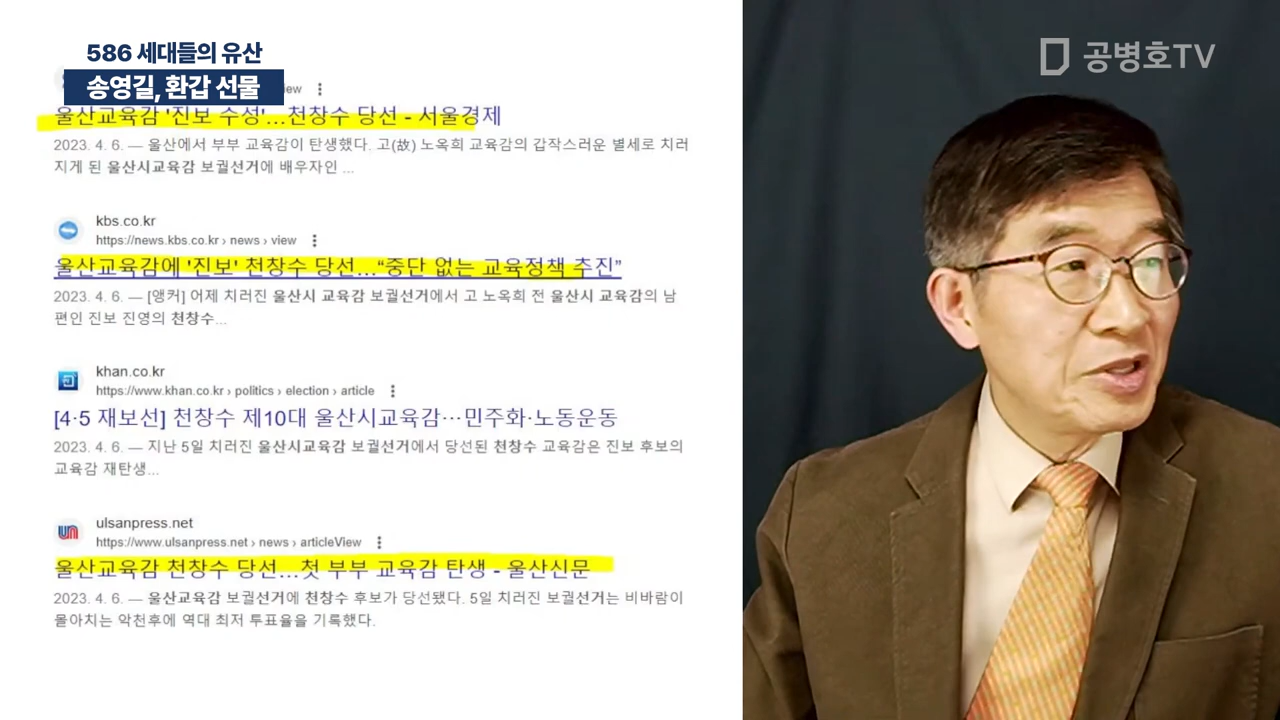 586 세대들의 유산
송영길, 환갑 선물
공병호TV
iew
울산교육감 '진보 수성'...천창수 당선 - 서울경제
2023. 4. 6. — 울산에서 부부 교육감이 탄생했다. 고(故) 노옥희 교육감의 갑작스러운 별세로 치러
지게 된 울산시교육감 보궐선거에 배우자인 ...
kbs.co.kr
https://news.kbs.co.kr › news › view
울산교육감에 '진보' 천창수 당선...“중단 없는 교육정책 추진”
2023. 4. 6. — [앵커] 어제 치러진 울산시 교육감 보궐선거에서 고 노옥희 전 울산시 교육감의 남
편인 진보 진영의 천창수...
khan.co.kr
https://www.khan.co.kr › politics › election › article
[4·5 재보선] 천창수 제10대 울산시교육감…민주화·노동운동
2023. 4. 6. — 지난 5일 치러진 울산시교육감 보궐선거에서 당선된 천창수 교육감은 진보 후보의
교육감 재탄생...
ulsanpress.net
https://www.ulsanpress.net › news › articleView
울산교육감 천창수 당선...첫 부부 교육감 탄생 - 울산신문
2023. 4. 6. — 울산교육감 보궐선거에 천창수 후보가 당선됐다. 5일 치러진 보궐선거는 비바람이
몰아치는 악천후에 역대 최저 투표율을 기록했다.